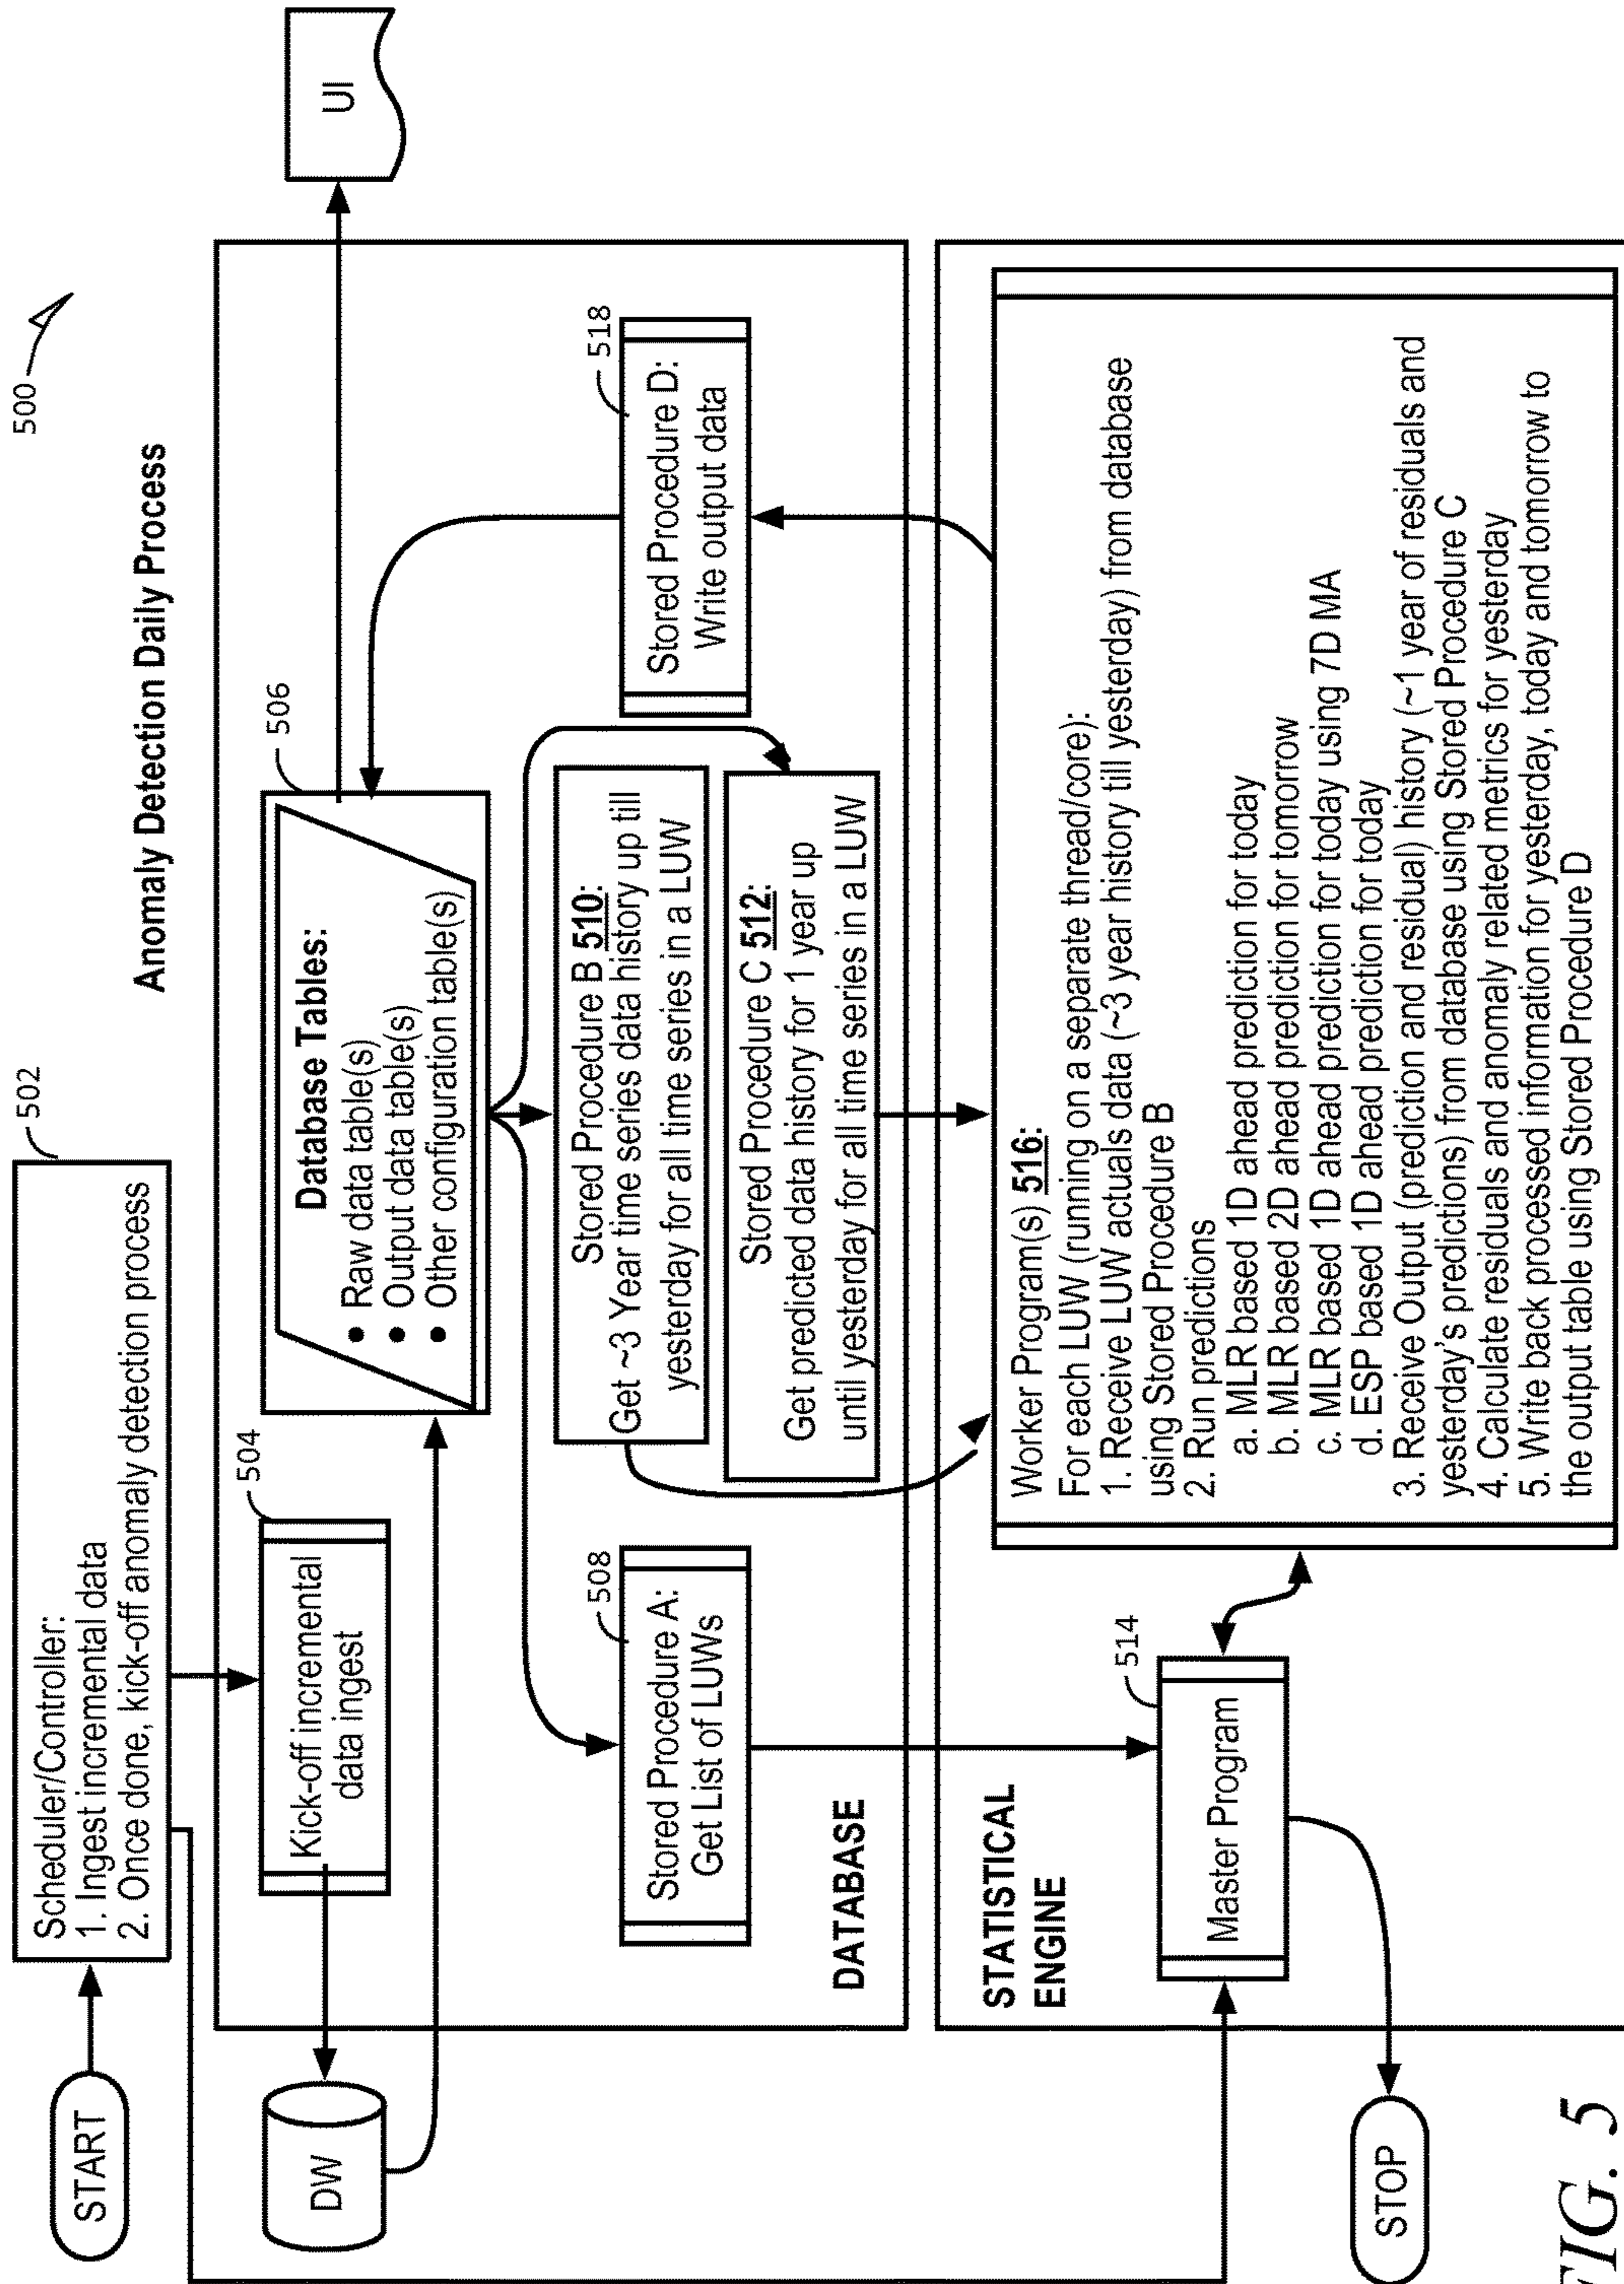 500
Anomaly Detection Daily Process
START
Scheduler/Controller:
1. Ingest incremental data
2. Once done, kick-off anomaly detection process
502
DW
Kick-off incremental
data ingest
504
Database Tables:
• Raw data table(s)
• Output data table(s)
• Other configuration table(s)
506
UI
Stored Procedure A:
Get List of LUWs
508
Stored Procedure B 510:
Get ~3 Year time series data history up till
yesterday for all time series in a LUW
Stored Procedure C 512:
Get predicted data history for 1 year up
until yesterday for all time series in a LUW
Stored Procedure D:
Write output data
518
DATABASE
STATISTICAL
ENGINE
Master Program
514
Worker Program(s) 516:
For each LUW (running on a separate thread/core):
1. Receive LUW actuals data (~3 year history till yesterday) from database
using Stored Procedure B
2. Run predictions
a. MLR based 1D ahead prediction for today
b. MLR based 2D ahead prediction for tomorrow
c. MLR based 1D ahead prediction for today using 7D MA
d. ESP based 1D ahead prediction for today
3. Receive Output (prediction and residual) history (~1 year of residuals and
yesterday's predictions) from database using Stored Procedure C
4. Calculate residuals and anomaly related metrics for yesterday
5. Write back processed information for yesterday, today and tomorrow to
the output table using Stored Procedure D
STOP
FIG. 5